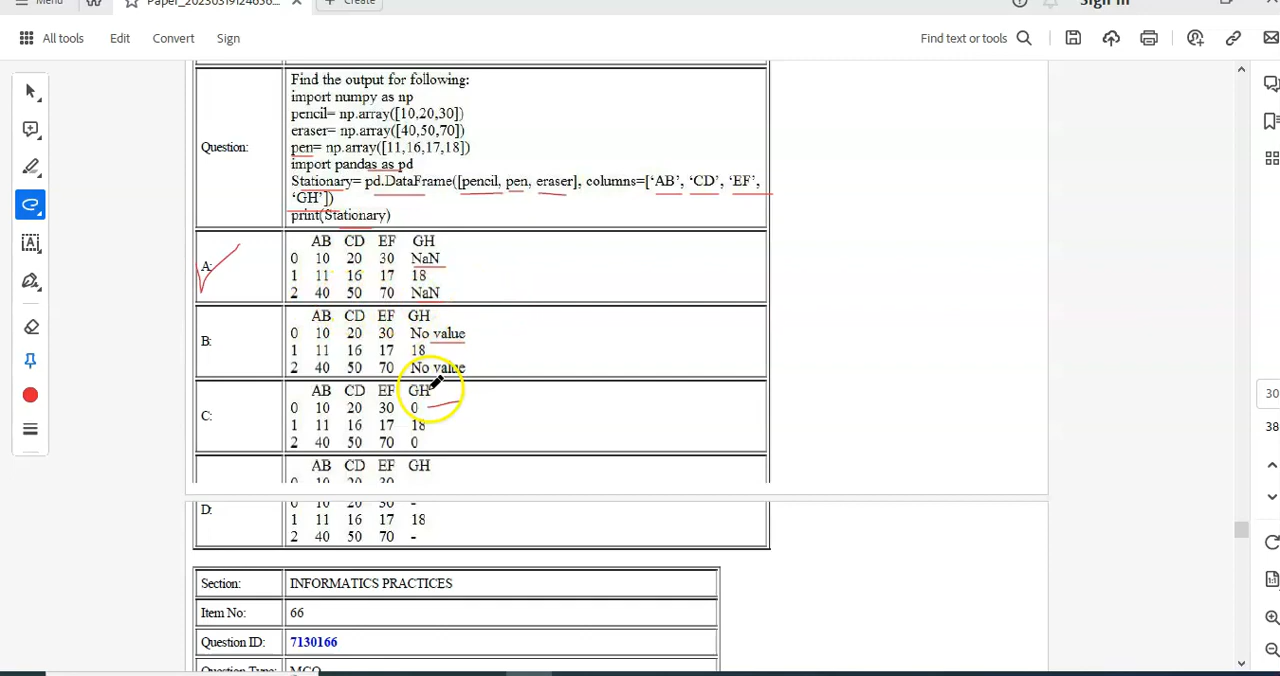 Menu
Paper_20230319124656...
Create
Sign in
All tools
Edit
Convert
Sign
Find text or tools
Question:
Find the output for following:
import numpy as np
pencil= np.array([10,20,30])
eraser= np.array([40,50,70])
pen= np.array([11,16,17,18])
import pandas as pd
Stationary= pd.DataFrame([pencil, pen, eraser], columns=[‘AB’, ‘CD’, ‘EF’,
‘GH’])
print(Stationary)
A:
AB CD EF GH
0 10 20 30 NaN
1 11 16 17 18
2 40 50 70 NaN
B:
AB CD EF GH
0 10 20 30 No value
1 11 16 17 18
2 40 50 70 No value
C:
AB CD EF GH
0 10 20 30 0
1 11 16 17 18
2 40 50 70 0
AB CD EF GH
D:
0 10 20 30 -
1 11 16 17 18
2 40 50 70 -
Section: INFORMATICS PRACTICES
Item No: 66
Question ID: 7130166
Question Type: MCQ
30
38